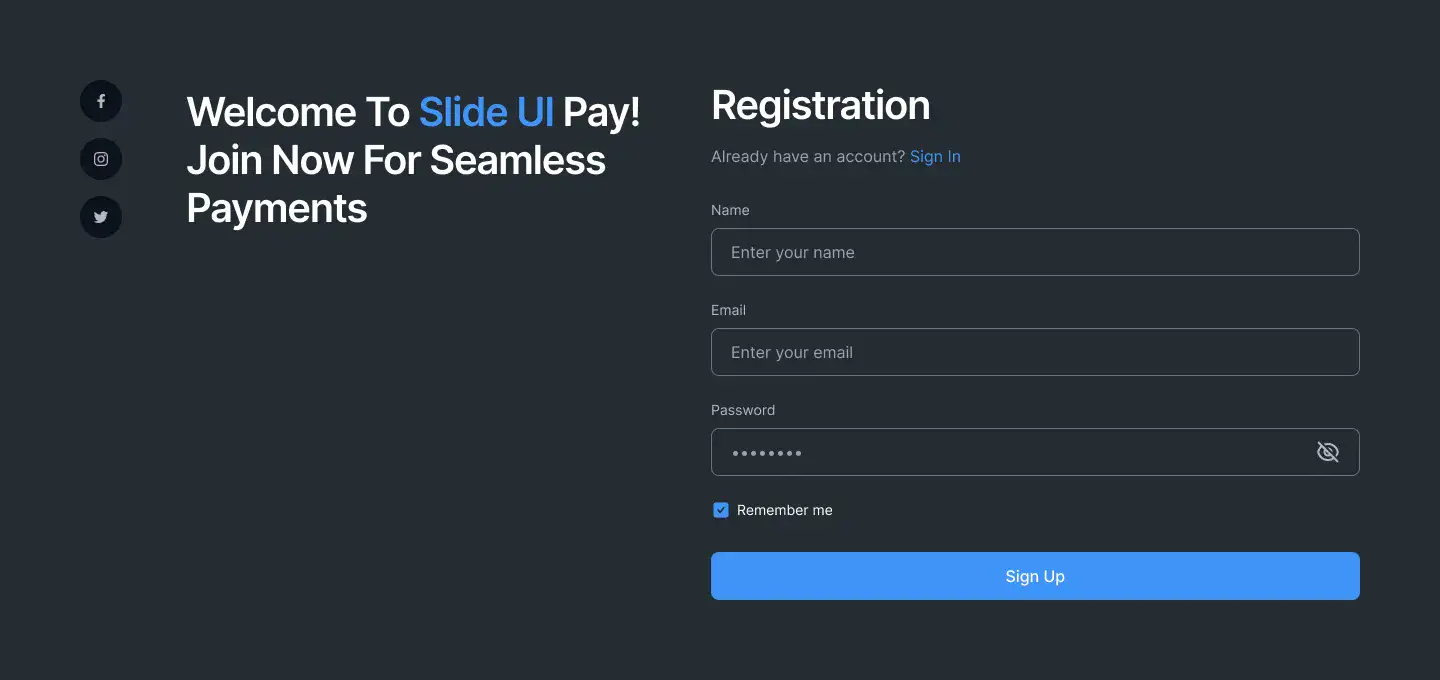 Welcome To Slide UI Pay!
Join Now For Seamless
Payments
Registration
Already have an account? Sign In
Name
Enter your name
Email
Enter your email
Password
••••••••
Remember me
Sign Up